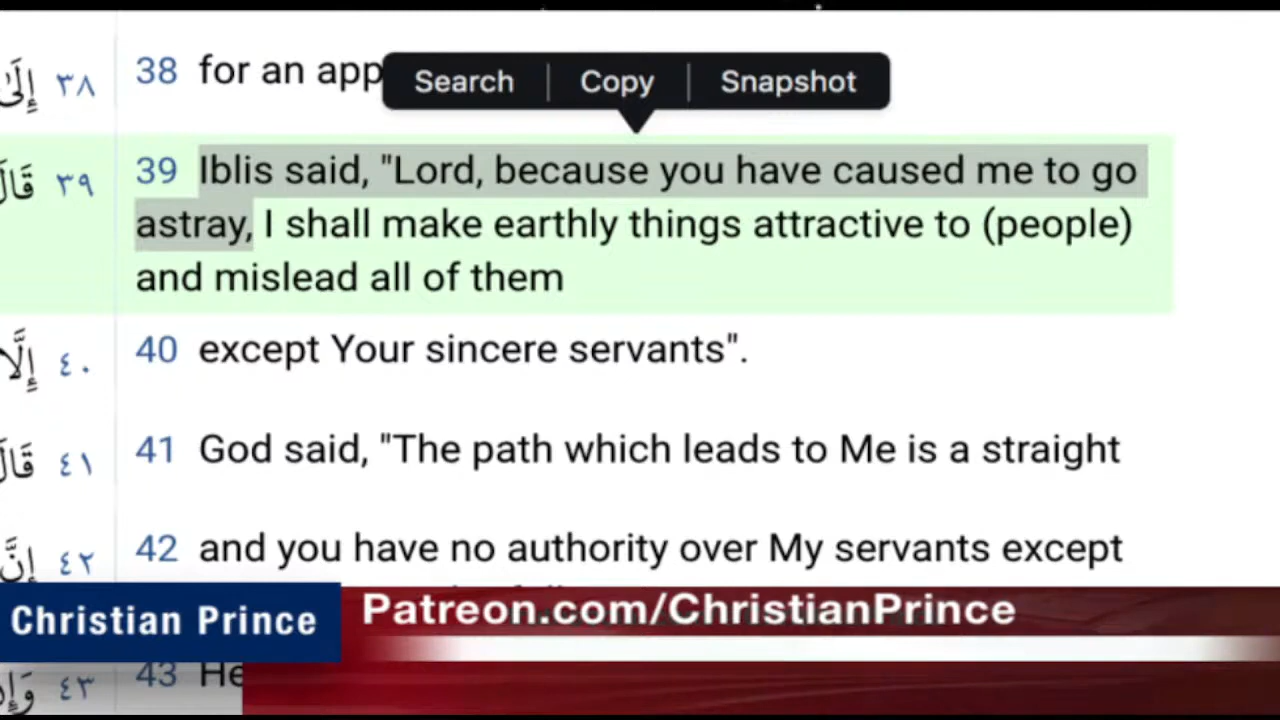 Search Copy Snapshot
إِلَىٰ ٣٨ 38 for an app
٣٩ 39 Iblis said, "Lord, because you have caused me to go
astray, I shall make earthly things attractive to (people)
and mislead all of them
إِلَّا ٤٠ 40 except Your sincere servants".
٤١ 41 God said, "The path which leads to Me is a straight
إِنَّ ٤٢ 42 and you have no authority over My servants except
Christian Prince Patreon.com/ChristianPrince
٤٣ 43 He